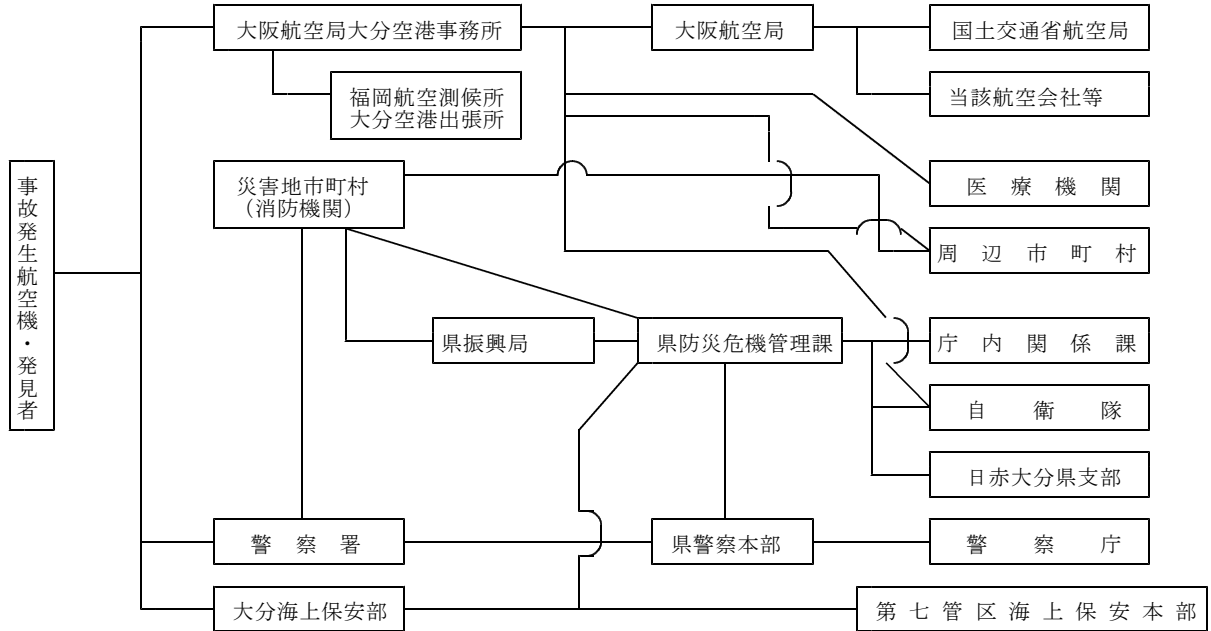 大阪航空局大分空港事務所
大阪航空局
国土交通省航空局
福岡航空測候所
大分空港出張所
当該航空会社等
事故発生航空機・発見者
災害地市町村
（消防機関）
医療機関
周辺市町村
県振興局
県防災危機管理課
庁内関係課
自衛隊
日赤大分県支部
警察署
県警察本部
警察庁
大分海上保安部
第七管区海上保安本部